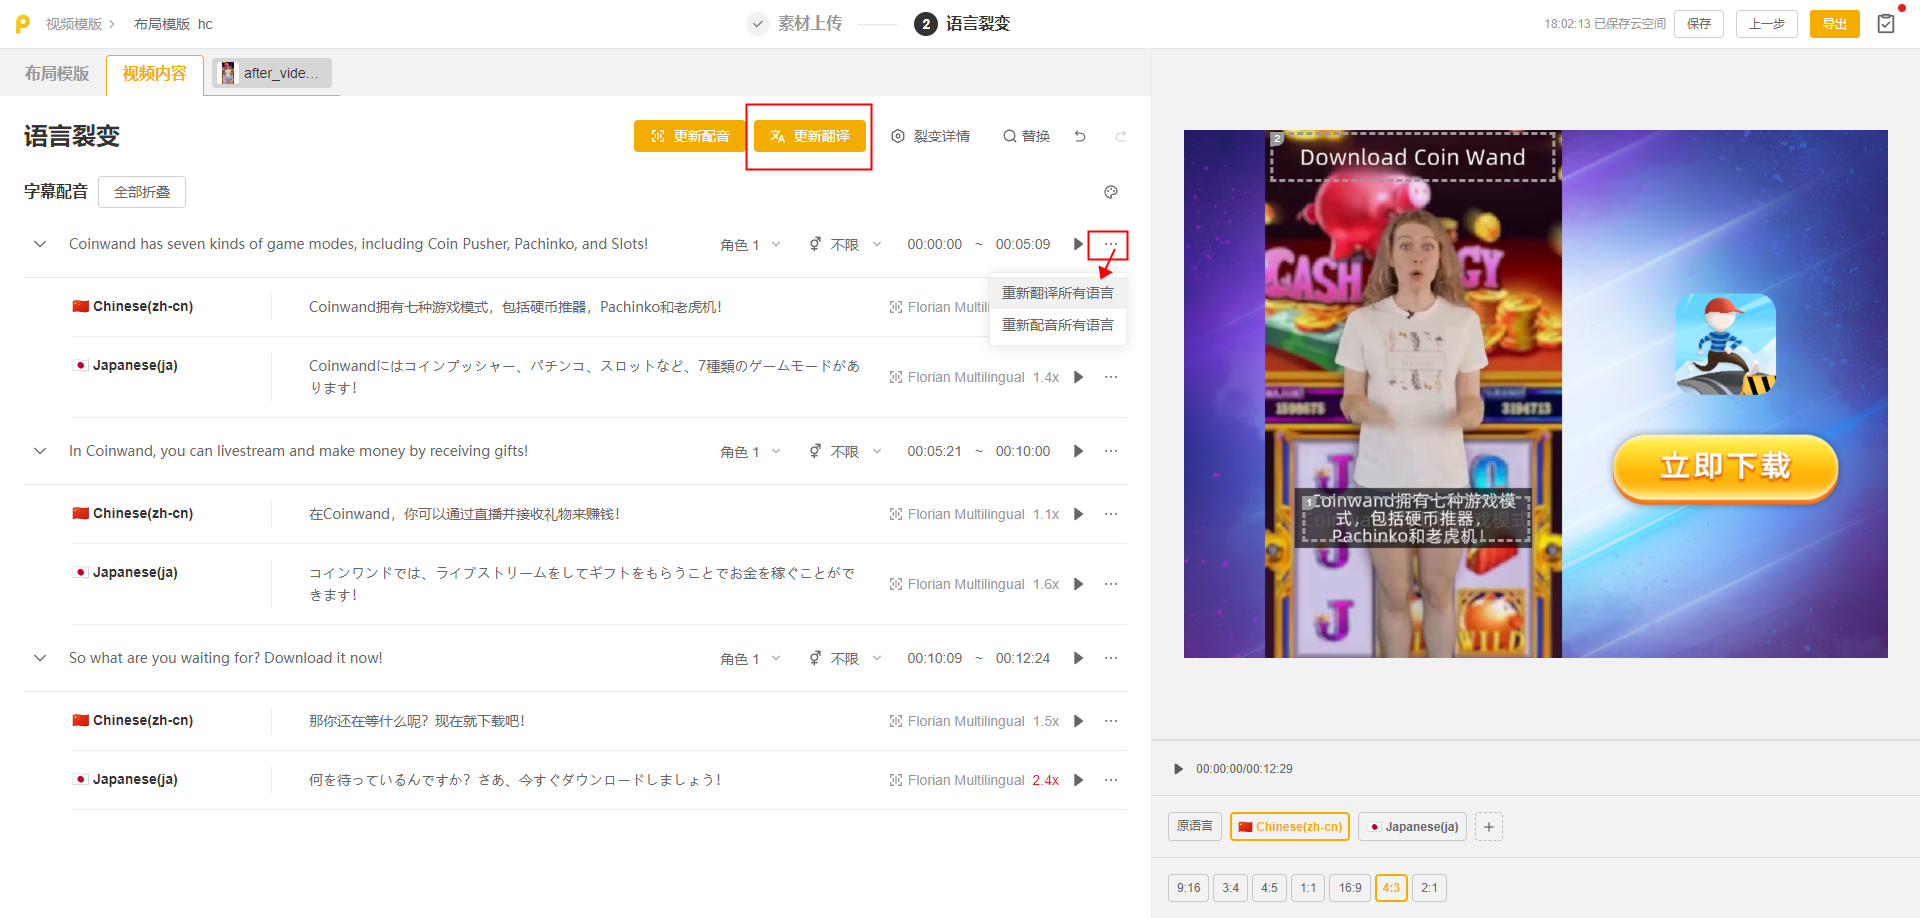 视频模版
布局模版 hc
素材上传
2 语言裂变
18:02:13 已保存云空间
保存
上一步
导出
布局模版
视频内容
after_vide...
语言裂变
更新配音
更新翻译
裂变详情
替换
字幕配音
全部折叠
Coinwand has seven kinds of game modes, including Coin Pusher, Pachinko, and Slots!
角色 1
不限
00:00:00 ~ 00:05:09
重新翻译所有语言
重新配音所有语言
Chinese(zh-cn)
Coinwand拥有七种游戏模式，包括硬币推器，Pachinko和老虎机！
Florian Multili
Japanese(ja)
Coinwandにはコインプッシャー、パチンコ、スロットなど、7種類のゲームモードがあ
ります！
Florian Multilingual 1.4x
In Coinwand, you can livestream and make money by receiving gifts!
角色 1
不限
00:05:21 ~ 00:10:00
Chinese(zh-cn)
在Coinwand，你可以通过直播并接收礼物来赚钱！
Florian Multilingual 1.1x
Japanese(ja)
コインワンドでは、ライブストリームをしてギフトをもらうことでお金を稼ぐことがで
きます！
Florian Multilingual 1.6x
So what are you waiting for? Download it now!
角色 1
不限
00:10:09 ~ 00:12:24
Chinese(zh-cn)
那你还在等什么呢？现在就下载吧！
Florian Multilingual 1.5x
Japanese(ja)
何を待っているんですか？さあ、今すぐダウンロードしましょう！
Florian Multilingual 2.4x
2
Download Coin Wand
CASH
GY
3194713
立即下载
1
Coinwand拥有七种游戏模
式，包括硬币推器，
Pachinko和老虎机！
J
J
J
WILD
00:00:00/00:12:29
原语言
Chinese(zh-cn)
Japanese(ja)
+
9:16
3:4
4:5
1:1
16:9
4:3
2:1